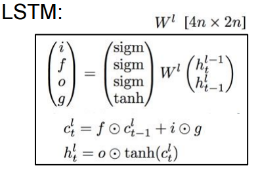 LSTM:
W^l [4n × 2n]
(i f o g) = (sigm sigm sigm tanh) W^l (h_t^{l-1} h_{t-1}^l)
c_t^l = f ⊙ c_{t-1}^l + i ⊙ g
h_t^l = o ⊙ tanh(c_t^l)